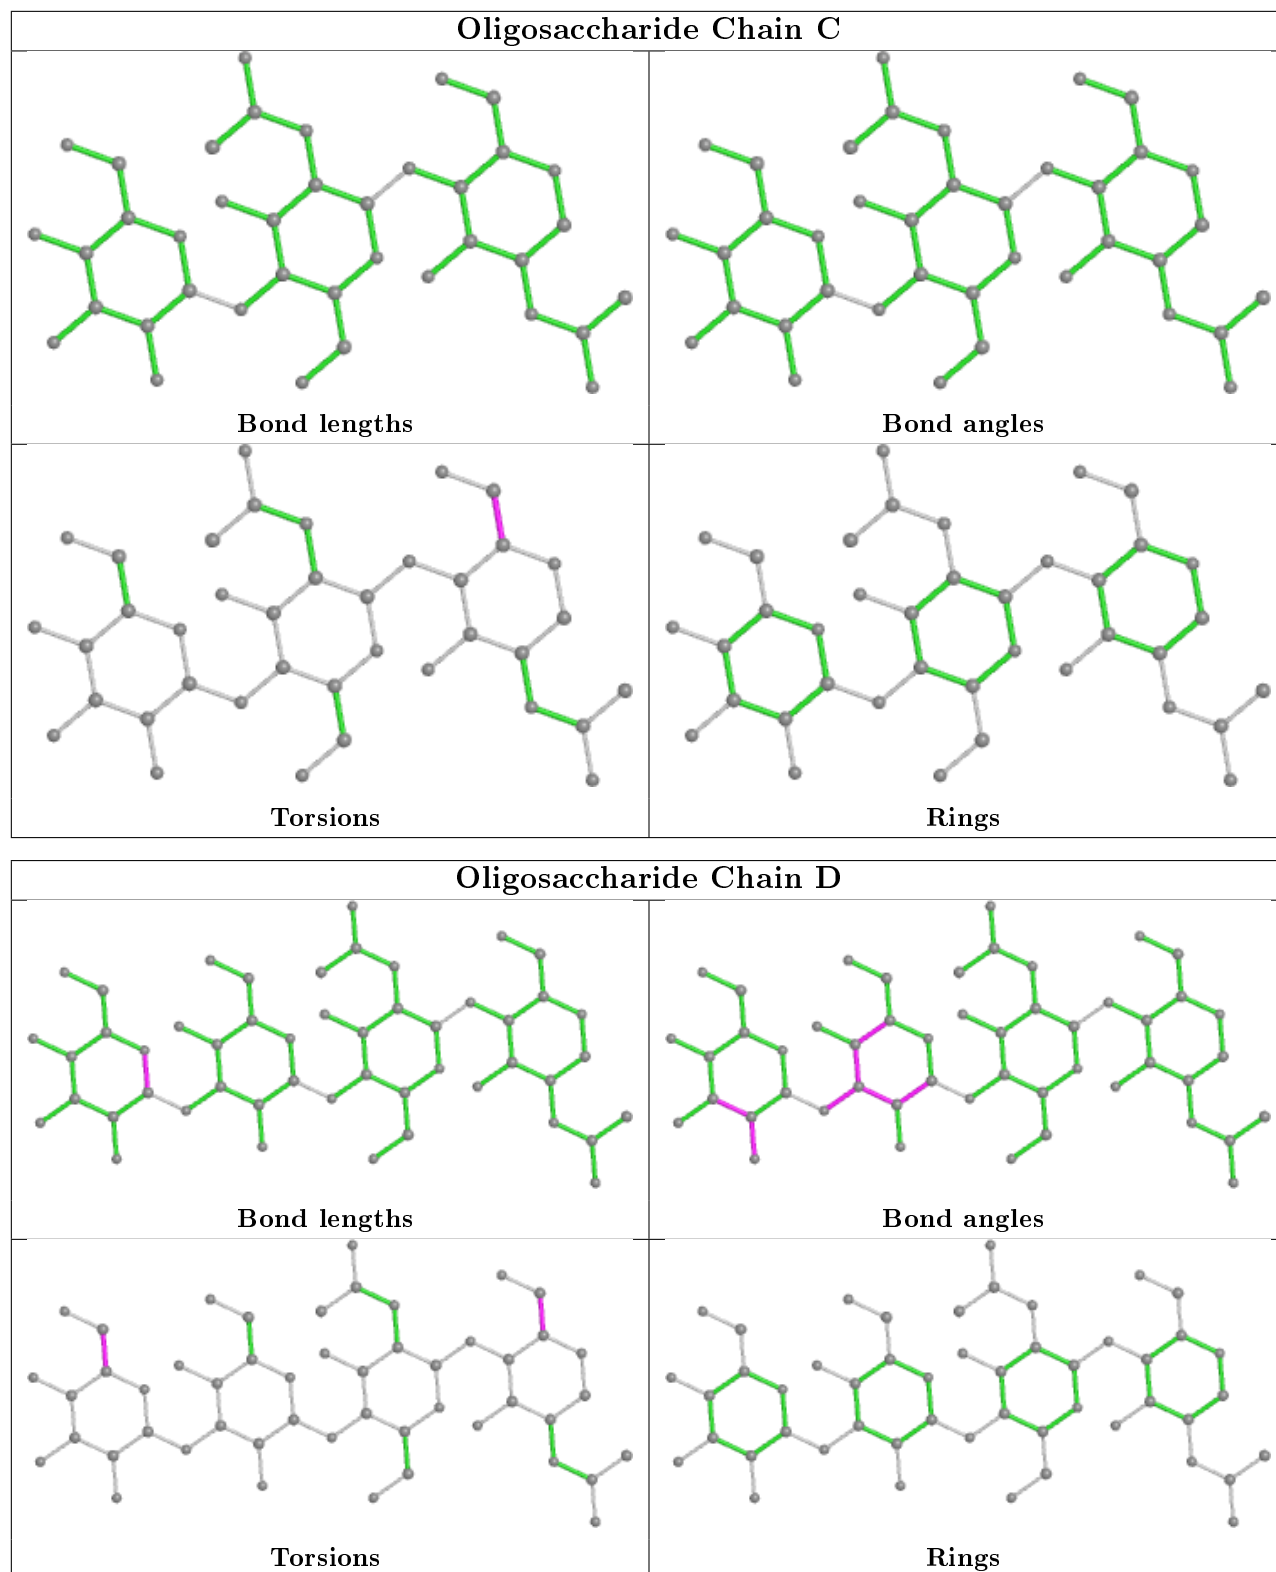 Oligosaccharide Chain C
Bond lengths
Bond angles
Torsions
Rings
Oligosaccharide Chain D
Bond lengths
Bond angles
Torsions
Rings